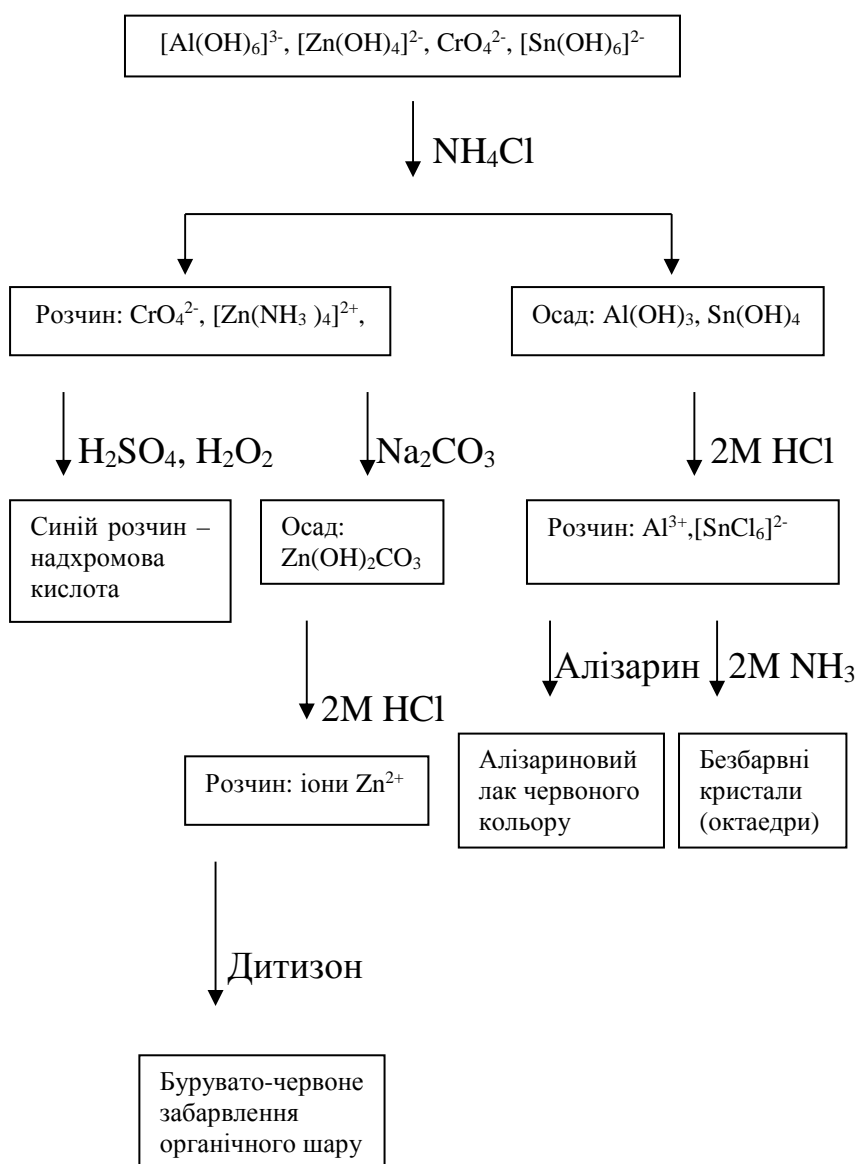 [Al(OH)₆]³⁻, [Zn(OH)₄]²⁻, CrO₄²⁻, [Sn(OH)₆]²⁻
NH₄Cl
Розчин: CrO₄²⁻, [Zn(NH₃ )₄]²⁺,
Осад: Al(OH)₃, Sn(OH)₄
H₂SO₄, H₂O₂
Na₂CO₃
2M HCl
Синій розчин –
надхромова
кислота
Осад:
Zn(OH)₂CO₃
Розчин: Al³⁺,[SnCl₆]²⁻
2M HCl
Алізарин
2M NH₃
Розчин: іони Zn²⁺
Алізариновий
лак червоного
кольору
Безбарвні
кристали
(октаедри)
Дитизон
Бурувато-червоне
забарвлення
органічного шару